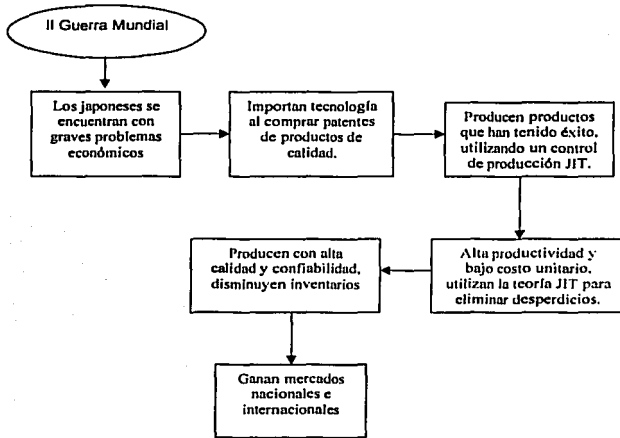 II Guerra Mundial
Los japoneses se
encuentran con
graves problemas
económicos
Importan tecnología
al comprar patentes
de productos de
calidad.
Producen productos
que han tenido éxito,
utilizando un control
de producción JIT.
Alta productividad y
bajo costo unitario,
utilizan la teoría JIT para
eliminar desperdicios.
Producen con alta
calidad y confiabilidad,
disminuyen inventarios
Ganan mercados
nacionales e
internacionales